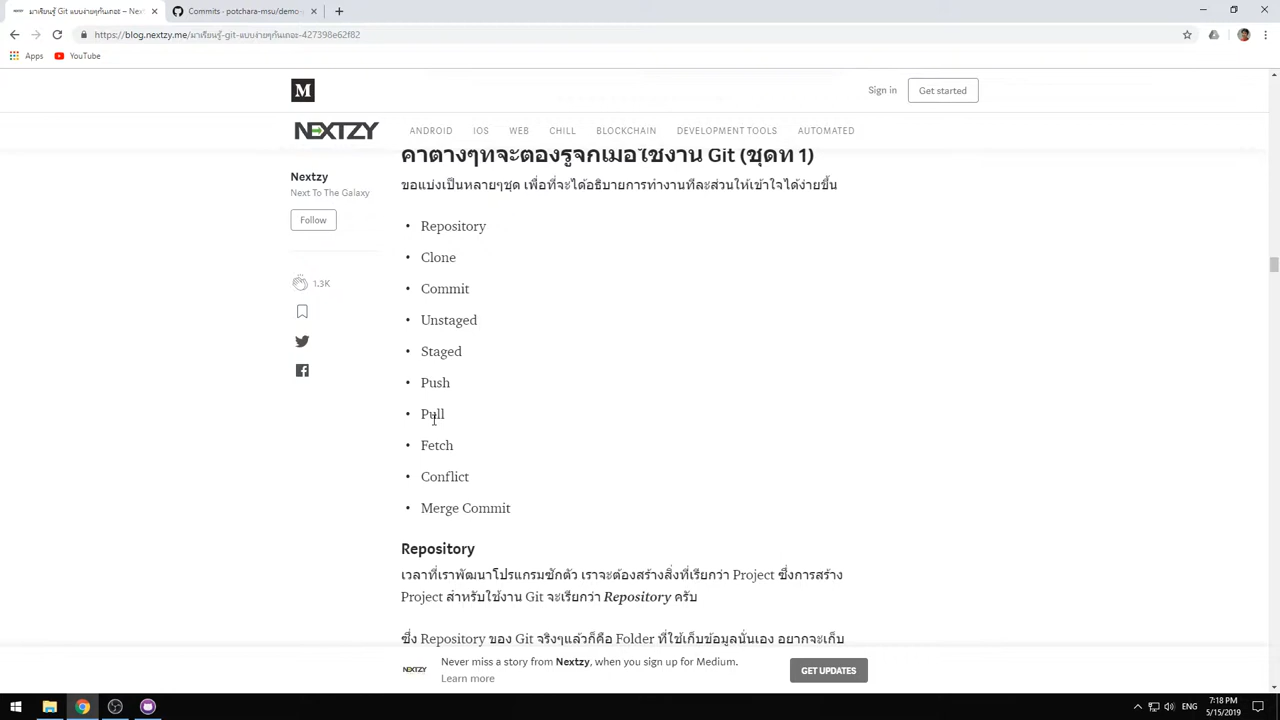 มาเรียนรู้ Git แบบง่ายๆกันเถอะ -
Commits · potchara-msu/demo
https://blog.nextzy.me/มาเรียนรู้-git-แบบง่ายๆกันเถอะ-427398e62f82
Apps
YouTube
M
Sign in
Get started
NEXTZY
ANDROID
IOS
WEB
CHILL
BLOCKCHAIN
DEVELOPMENT TOOLS
AUTOMATED
คำต่างๆที่จะต้องรู้จักเมื่อใช้งาน Git (ชุดที่ 1)
Nextzy
Next To The Galaxy
Follow
1.3K
ขอแบ่งเป็นหลายๆชุด เพื่อที่จะได้อธิบายการทำงานทีละส่วนให้เข้าใจได้ง่ายขึ้น
• Repository
• Clone
• Commit
• Unstaged
• Staged
• Push
• Pull
• Fetch
• Conflict
• Merge Commit
Repository
เวลาที่เราพัฒนาโปรแกรมซักตัว เราจะต้องสร้างสิ่งที่เรียกว่า Project ซึ่งการสร้าง
Project สำหรับใช้งาน Git จะเรียกว่า Repository ครับ
ซึ่ง Repository ของ Git จริงๆแล้วก็คือ Folder ที่ใช้เก็บข้อมูลนั่นเอง อยากจะเก็บ
NEXTZY
Never miss a story from Nextzy, when you sign up for Medium.
Learn more
GET UPDATES
ENG
7:18 PM
5/15/2019